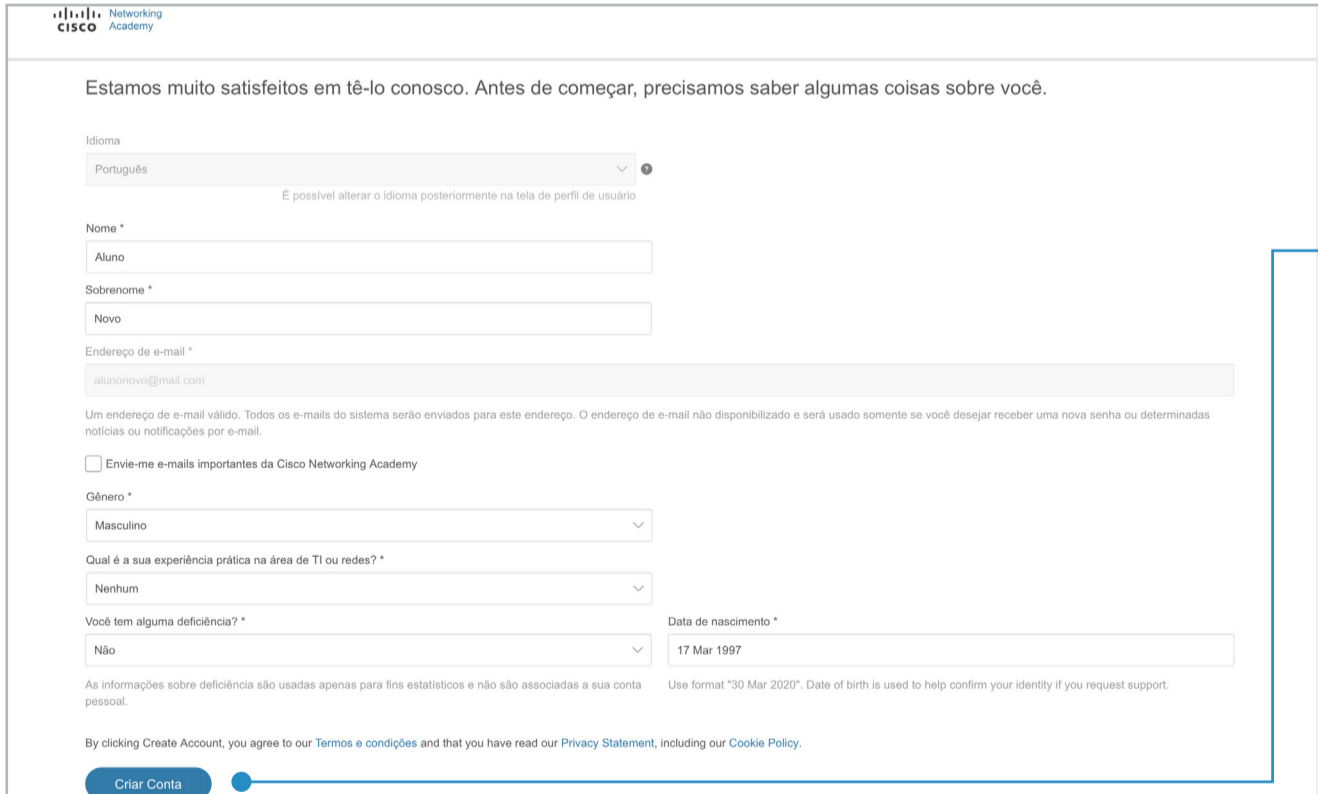 Networking
CISCO Academy
Estamos muito satisfeitos em tê-lo conosco. Antes de começar, precisamos saber algumas coisas sobre você.
Idioma
Português
?
É possível alterar o idioma posteriormente na tela de perfil de usuário
Nome *
Aluno
Sobrenome *
Novo
Endereço de e-mail *
alunonovo@mail.com
Um endereço de e-mail válido. Todos os e-mails do sistema serão enviados para este endereço. O endereço de e-mail não disponibilizado e será usado somente se você desejar receber uma nova senha ou determinadas
notícias ou notificações por e-mail.
Envie-me e-mails importantes da Cisco Networking Academy
Gênero *
Masculino
Qual é a sua experiência prática na área de TI ou redes? *
Nenhum
Você tem alguma deficiência? * Data de nascimento *
Não 17 Mar 1997
As informações sobre deficiência são usadas apenas para fins estatísticos e não são associadas a sua conta Use format "30 Mar 2020". Date of birth is used to help confirm your identity if you request support.
pessoal.
By clicking Create Account, you agree to our Termos e condições and that you have read our Privacy Statement, including our Cookie Policy.
Criar Conta